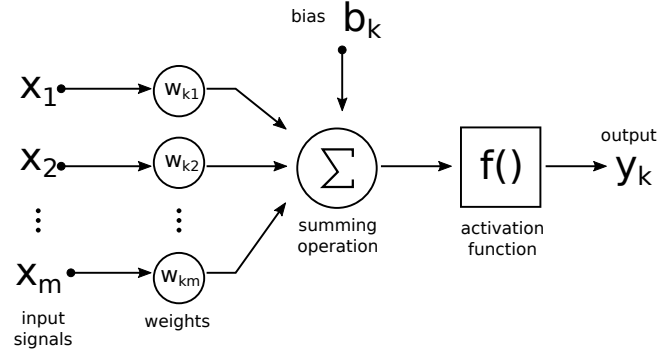 bias b_k
x_1 w_k1
x_2 w_k2 Σ f() output y_k
⋮ ⋮
summing operation
activation function
x_m w_km
input signals
weights